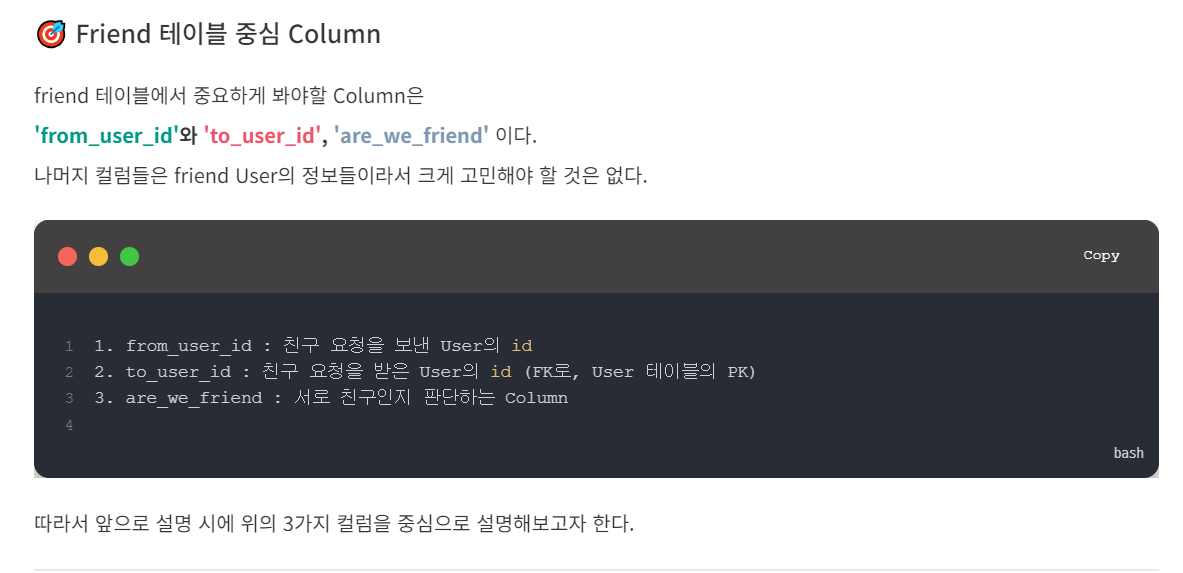 🎯 Friend 테이블 중심 Column
friend 테이블에서 중요하게 봐야할 Column은
'from_user_id'와 'to_user_id', 'are_we_friend' 이다.
나머지 컬럼들은 friend User의 정보들이라서 크게 고민해야 할 것은 없다.
Copy
1 1. from_user_id : 친구 요청을 보낸 User의 id
2 2. to_user_id : 친구 요청을 받은 User의 id (FK로, User 테이블의 PK)
3 3. are_we_friend : 서로 친구인지 판단하는 Column
4
bash
따라서 앞으로 설명 시에 위의 3가지 컬럼을 중심으로 설명해보고자 한다.